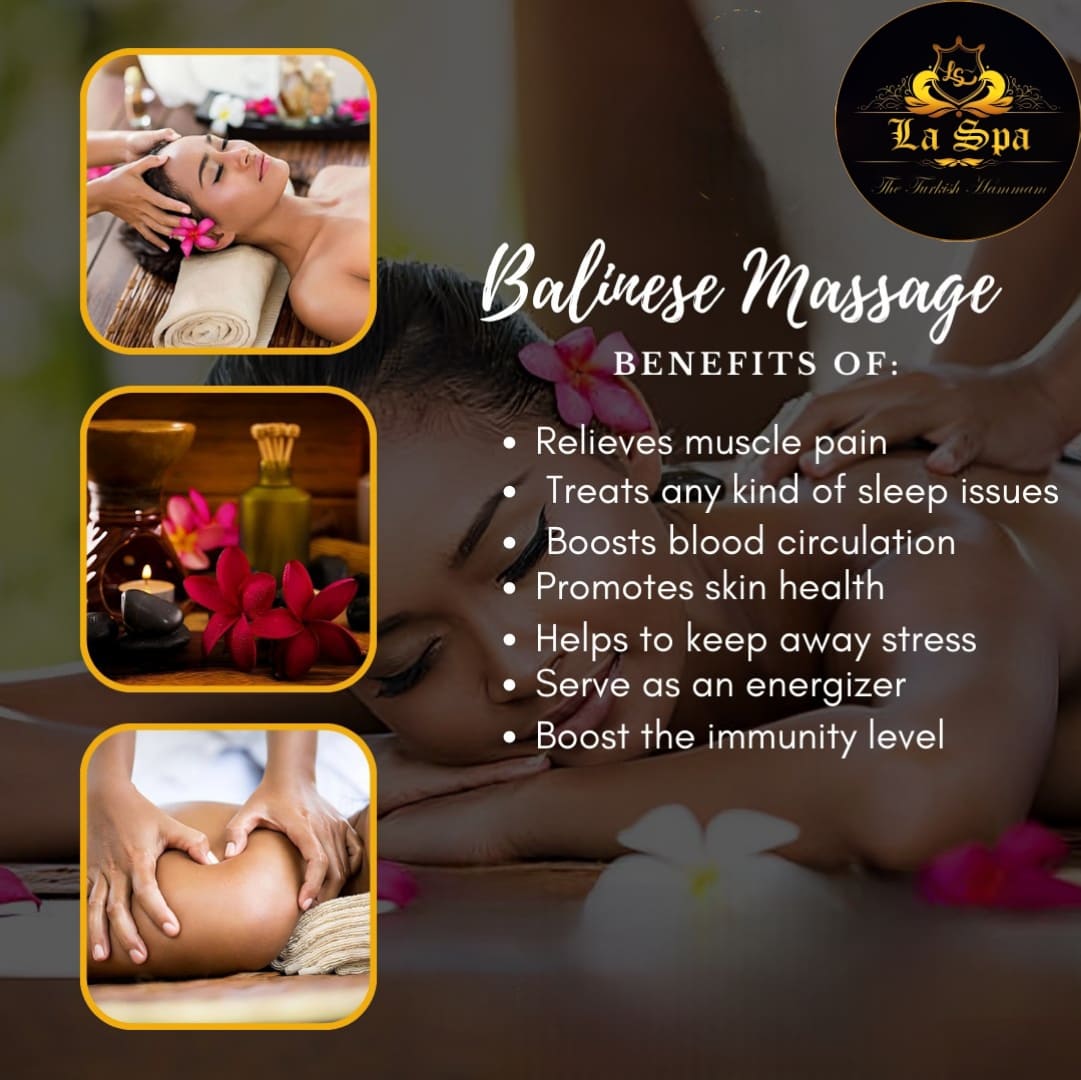 LS
La Spa
The Turkish Hammam
Balinese Massage
BENEFITS OF:
• Relieves muscle pain
• Treats any kind of sleep issues
• Boosts blood circulation
• Promotes skin health
• Helps to keep away stress
• Serve as an energizer
• Boost the immunity level